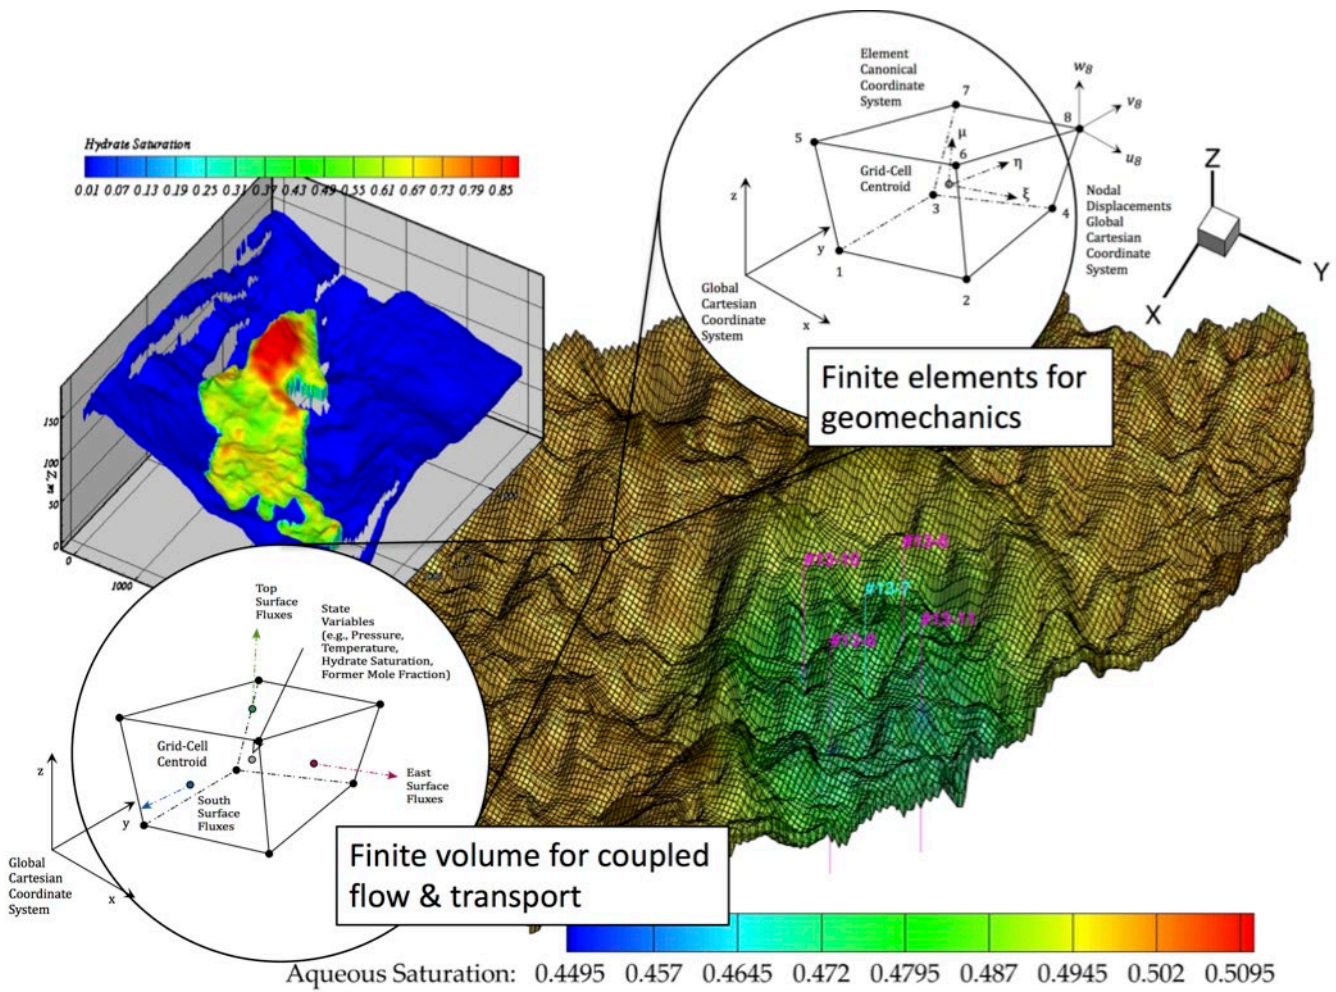 Hydrate Saturation
0.01 0.07 0.13 0.19 0.25 0.31 0.37 0.43 0.49 0.55 0.61 0.67 0.73 0.79 0.85
150
100
50
0
Z, m
0
1000
Element
Canonical
Coordinate
System
7
w8
v8
8
u8
5
μ
6
η
Grid-Cell
Centroid
ξ
3
4
z
y
1
2
x
Global
Cartesian
Coordinate
System
Nodal
Displacements
Global
Cartesian
Coordinate
System
Z
Y
X
Finite elements for
geomechanics
#13-10
#13-7
#13-11
Top
Surface
Fluxes
State
Variables
(e.g., Pressure,
Temperature,
Hydrate Saturation,
Former Mole Fraction)
Grid-Cell
Centroid
z
East
Surface
Fluxes
South
Surface
Fluxes
y
Global
Cartesian
Coordinate
System
x
Finite volume for coupled
flow & transport
Aqueous Saturation: 0.4495 0.457 0.4645 0.472 0.4795 0.487 0.4945 0.502 0.5095